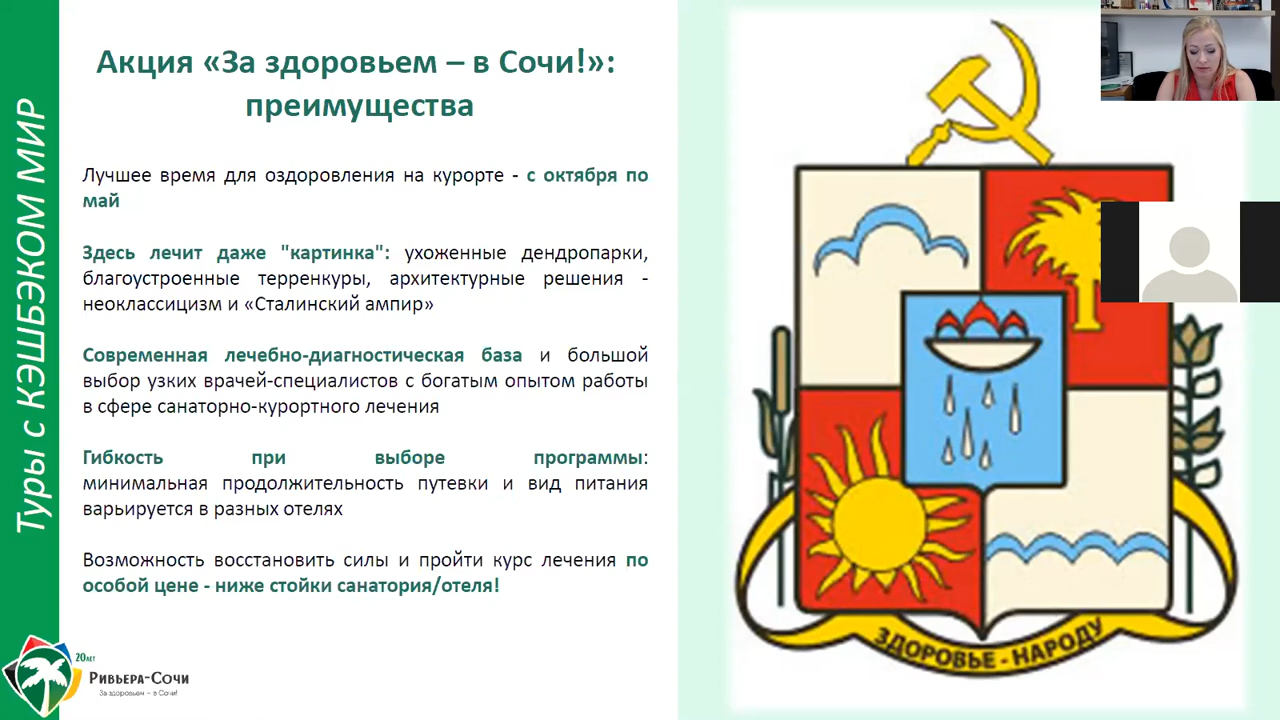 Туры с КЭШБЭКОМ МИР
Акция «За здоровьем – в Сочи!»:
преимущества
Лучшее время для оздоровления на курорте - с октября по
май
Здесь лечит даже "картинка": ухоженные дендропарки,
благоустроенные терренкуры, архитектурные решения -
неоклассицизм и «Сталинский ампир»
Современная лечебно-диагностическая база и большой
выбор узких врачей-специалистов с богатым опытом работы
в сфере санаторно-курортного лечения
Гибкость при выборе программы:
минимальная продолжительность путевки и вид питания
варьируется в разных отелях
Возможность восстановить силы и пройти курс лечения по
особой цене - ниже стойки санатория/отеля!
20 лет
Ривьера-Сочи
За здоровьем – в Сочи!
ЗДОРОВЬЕ - НАРОДУ